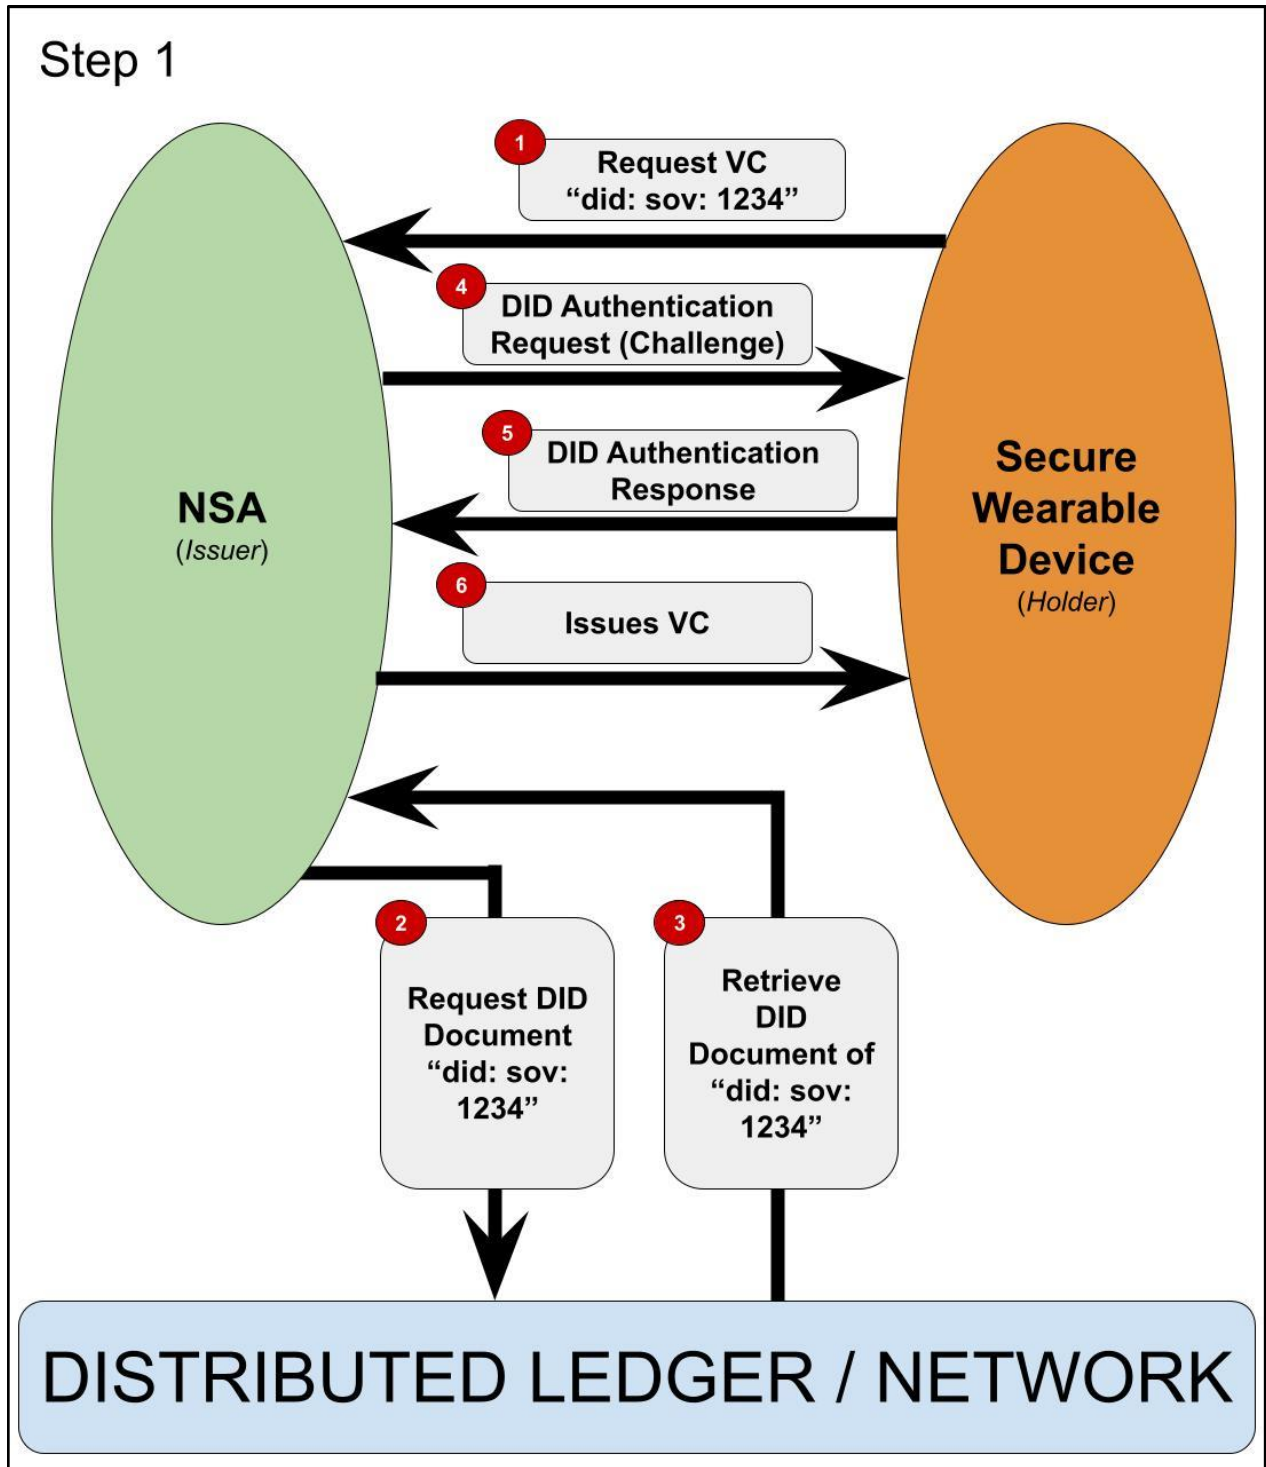 Step 1
1
Request VC
“did: sov: 1234”
4
DID Authentication
Request (Challenge)
5
DID Authentication
Response
NSA
(Issuer)
Secure
Wearable
Device
(Holder)
6
Issues VC
2
Request DID
Document
“did: sov:
1234”
3
Retrieve
DID
Document of
“did: sov:
1234”
DISTRIBUTED LEDGER / NETWORK